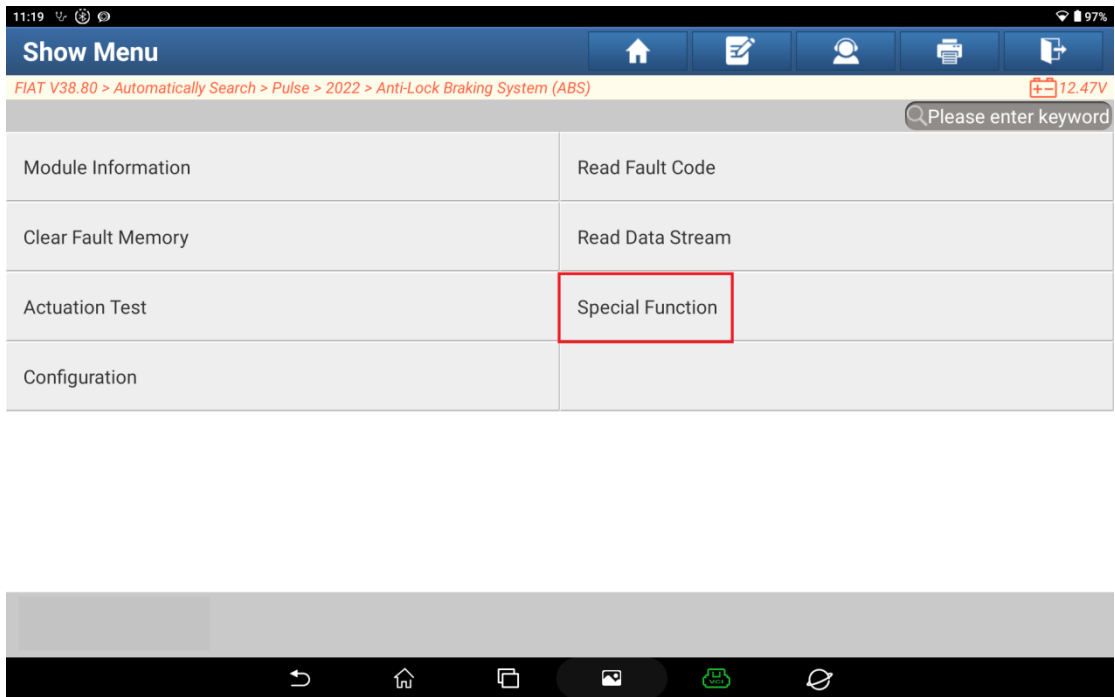 11:19 97%
Show Menu
FIAT V38.80 > Automatically Search > Pulse > 2022 > Anti-Lock Braking System (ABS) 12.47V
Please enter keyword
Module Information Read Fault Code
Clear Fault Memory Read Data Stream
Actuation Test Special Function
Configuration
VCI